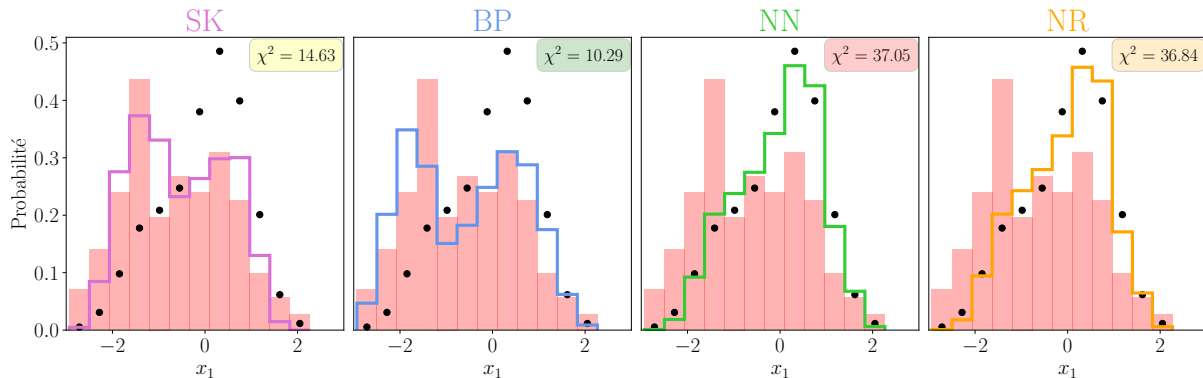 SK BP NN NR
χ² = 14.63 χ² = 10.29 χ² = 37.05 χ² = 36.84
Probabilité
0.5
0.4
0.3
0.2
0.1
0.0
−2 0 2 −2 0 2 −2 0 2 −2 0 2
x₁ x₁ x₁ x₁